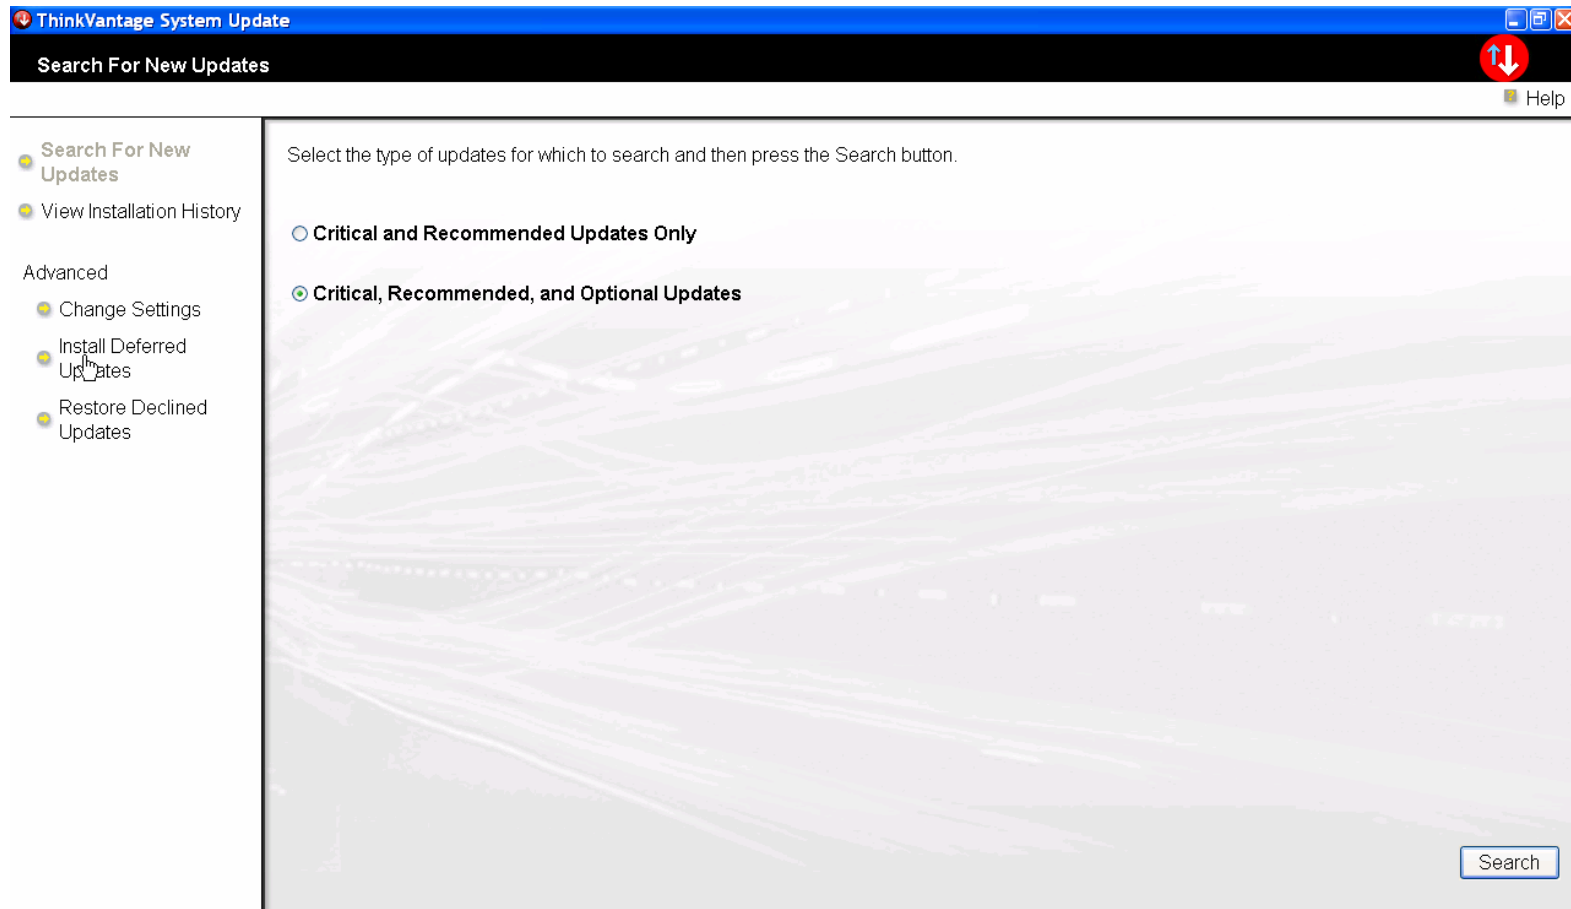 ThinkVantage System Update
Search For New Updates
Help
Search For New
Updates
View Installation History
Advanced
Change Settings
Install Deferred
Updates
Restore Declined
Updates
Select the type of updates for which to search and then press the Search button.
Critical and Recommended Updates Only
Critical, Recommended, and Optional Updates
Search